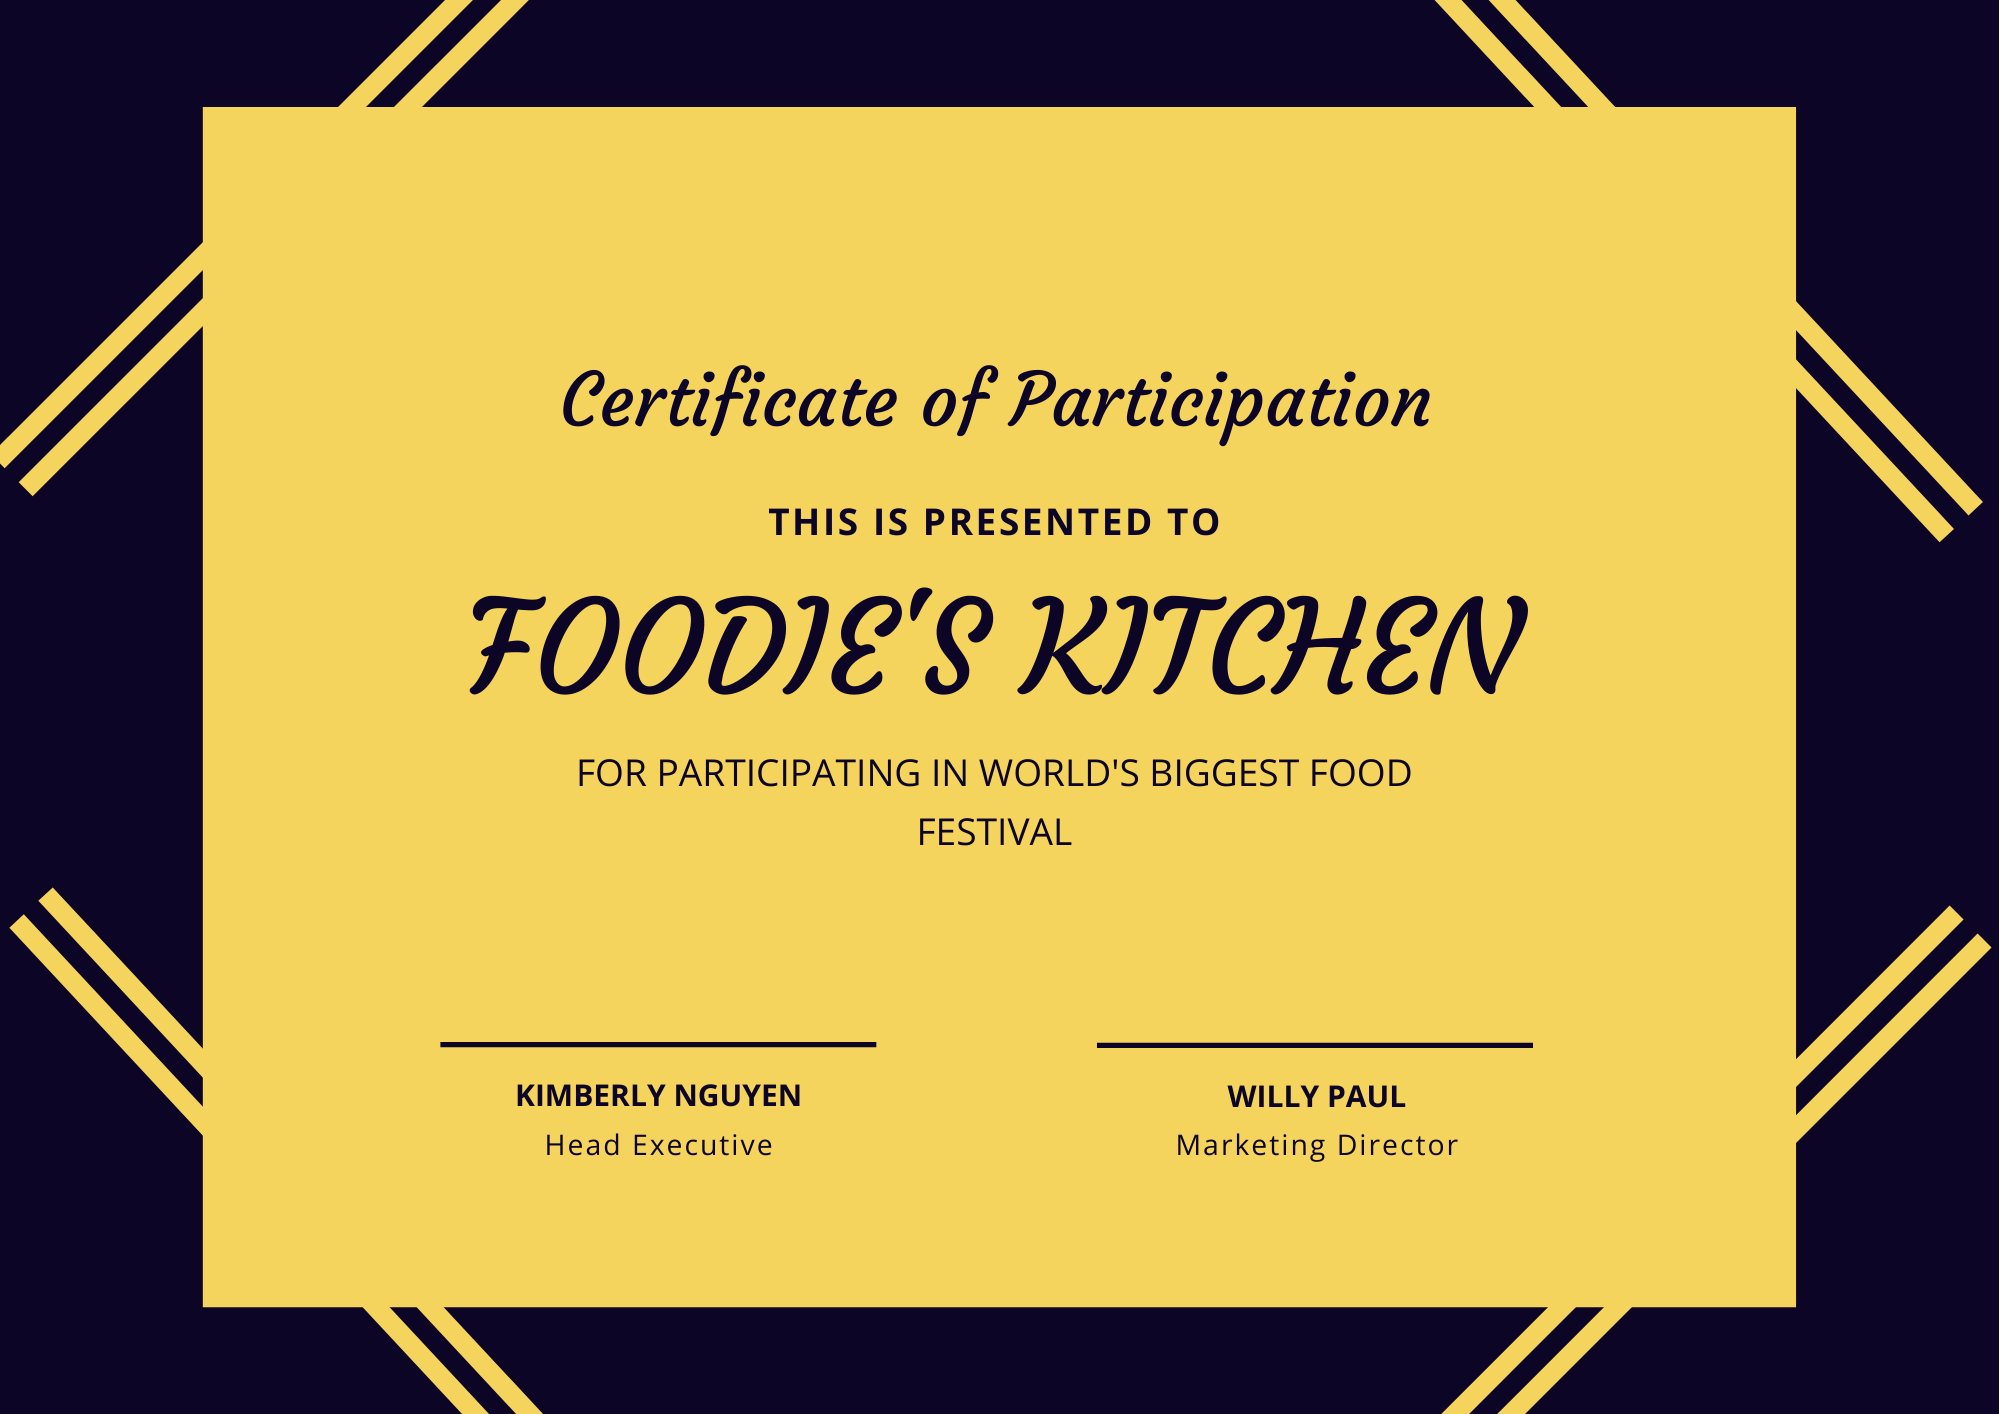 Certificate of Participation
THIS IS PRESENTED TO
FOODIE'S KITCHEN
FOR PARTICIPATING IN WORLD'S BIGGEST FOOD
FESTIVAL
KIMBERLY NGUYEN
Head Executive
WILLY PAUL
Marketing Director